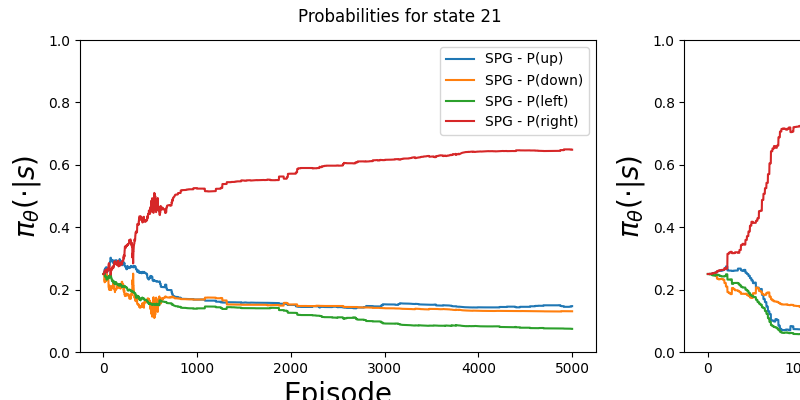 Probabilities for state 21
1.0
0.8
0.6
0.4
0.2
0.0
π_θ(·|s)
SPG - P(up)
SPG - P(down)
SPG - P(left)
SPG - P(right)
0 1000 2000 3000 4000 5000
Episode
1.0
0.8
0.6
0.4
0.2
0.0
π_θ(·|s)
0